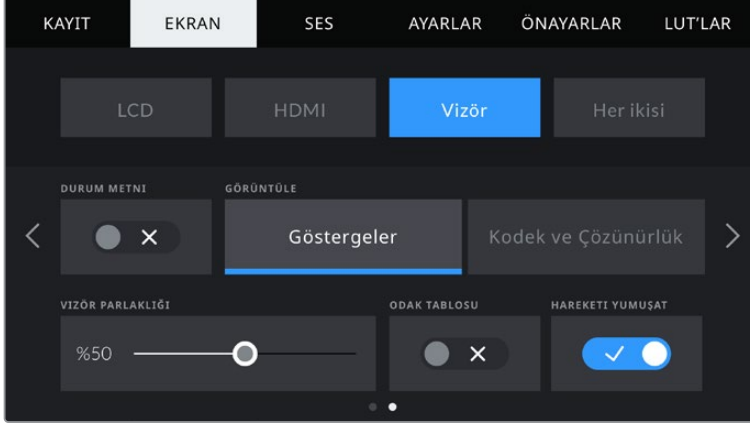 KAYIT EKRAN SES AYARLAR ÖNAYARLAR LUT'LAR
LCD HDMI Vizör Her ikisi
DURUM METNI GÖRÜNTÜLE
Göstergeler Kodek ve Çözünürlük
VIZÖR PARLAKLIĞI ODAK TABLOSU HAREKETI YUMUŞAT
%50